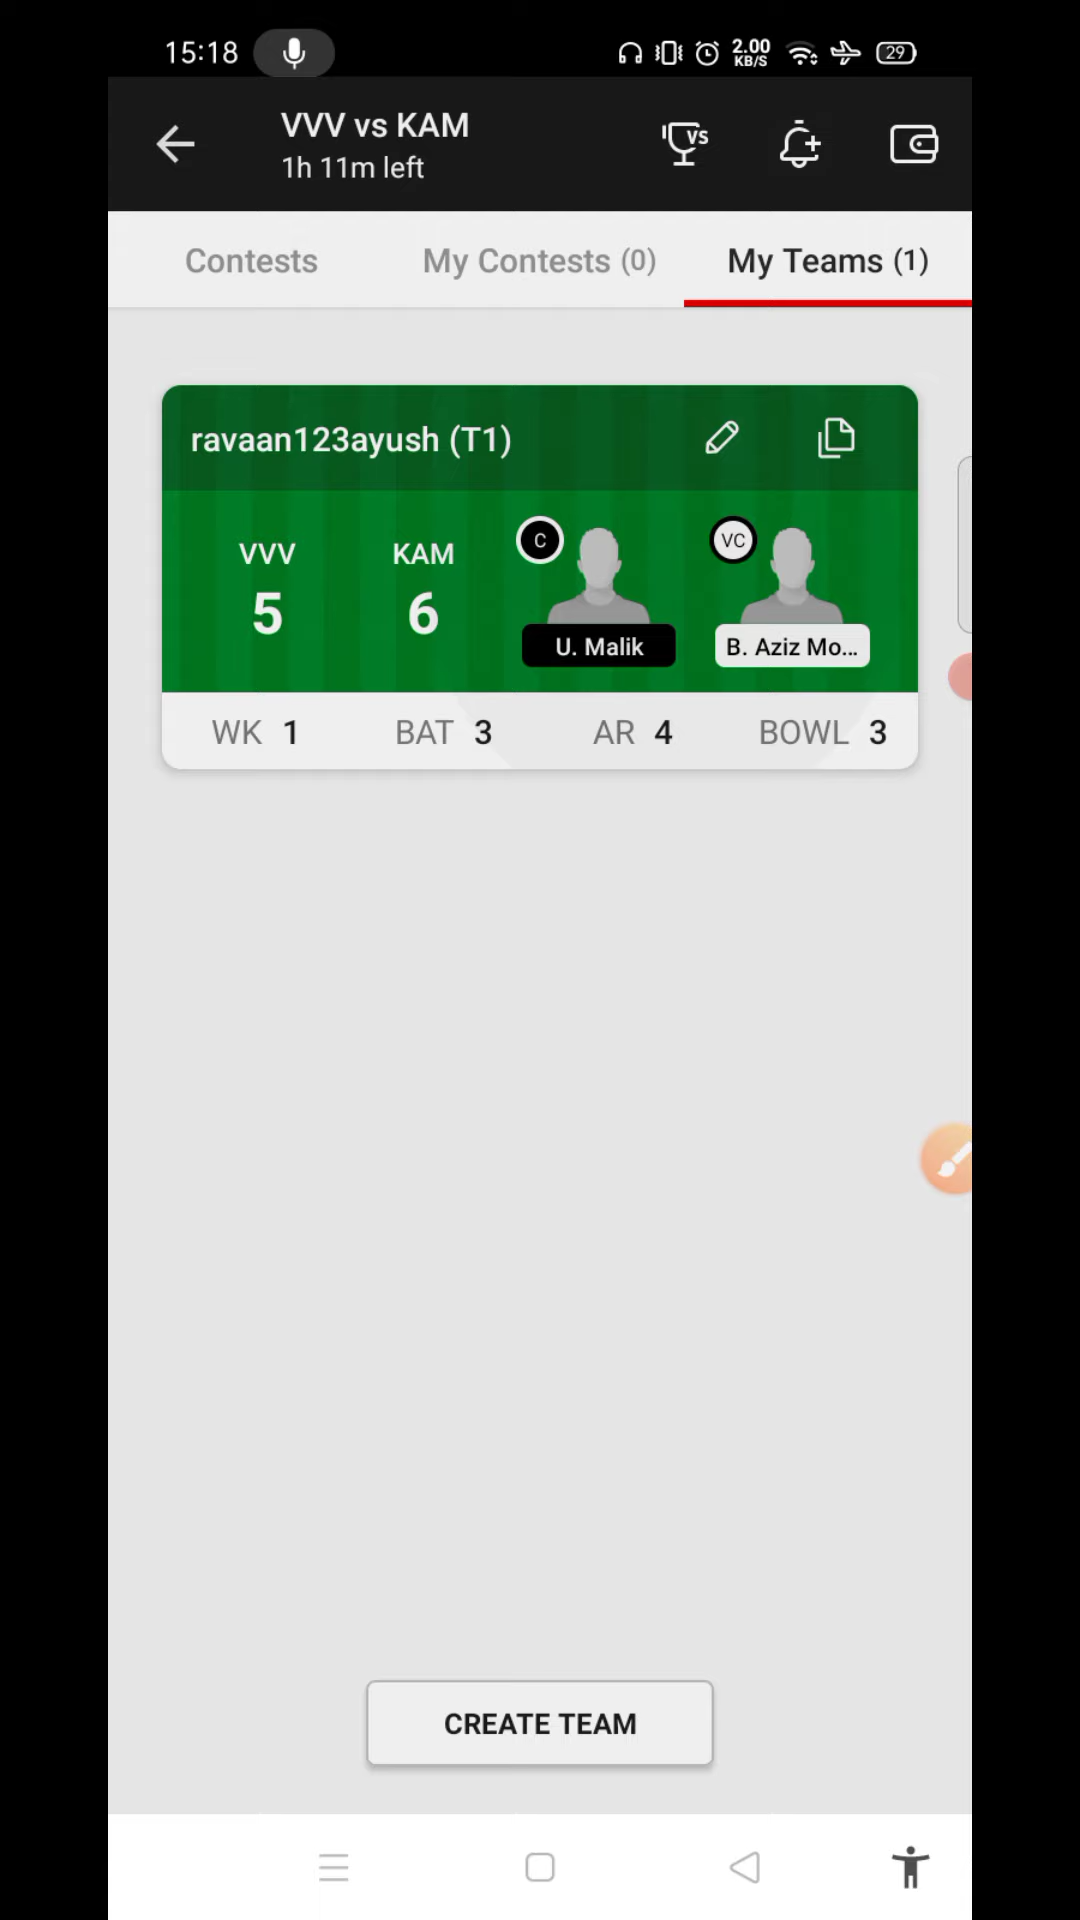 15:18
2.00
KB/S
29
VVV vs KAM
1h 11m left
VS
Contests
My Contests (0)
My Teams (1)
ravaan123ayush (T1)
VVV
KAM
C
VC
5
6
U. Malik
B. Aziz Mo...
WK 1
BAT 3
AR 4
BOWL 3
CREATE TEAM